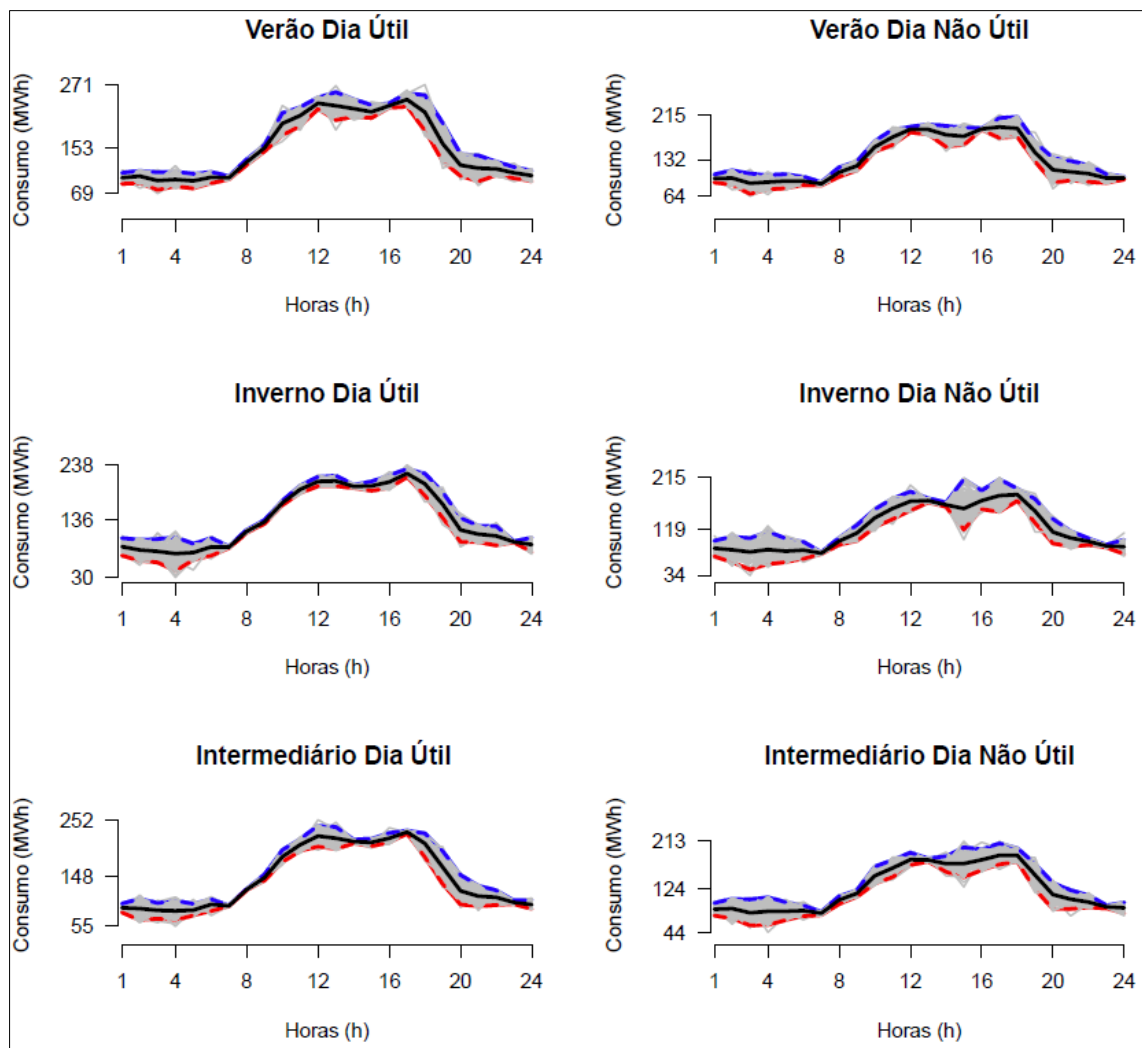 Verão Dia Útil
Consumo (MWh)
271
153
69
1 4 8 12 16 20 24
Horas (h)
Verão Dia Não Útil
Consumo (MWh)
215
132
64
1 4 8 12 16 20 24
Horas (h)
Inverno Dia Útil
Consumo (MWh)
238
136
30
1 4 8 12 16 20 24
Horas (h)
Inverno Dia Não Útil
Consumo (MWh)
215
119
34
1 4 8 12 16 20 24
Horas (h)
Intermediário Dia Útil
Consumo (MWh)
252
148
55
1 4 8 12 16 20 24
Horas (h)
Intermediário Dia Não Útil
Consumo (MWh)
213
124
44
1 4 8 12 16 20 24
Horas (h)